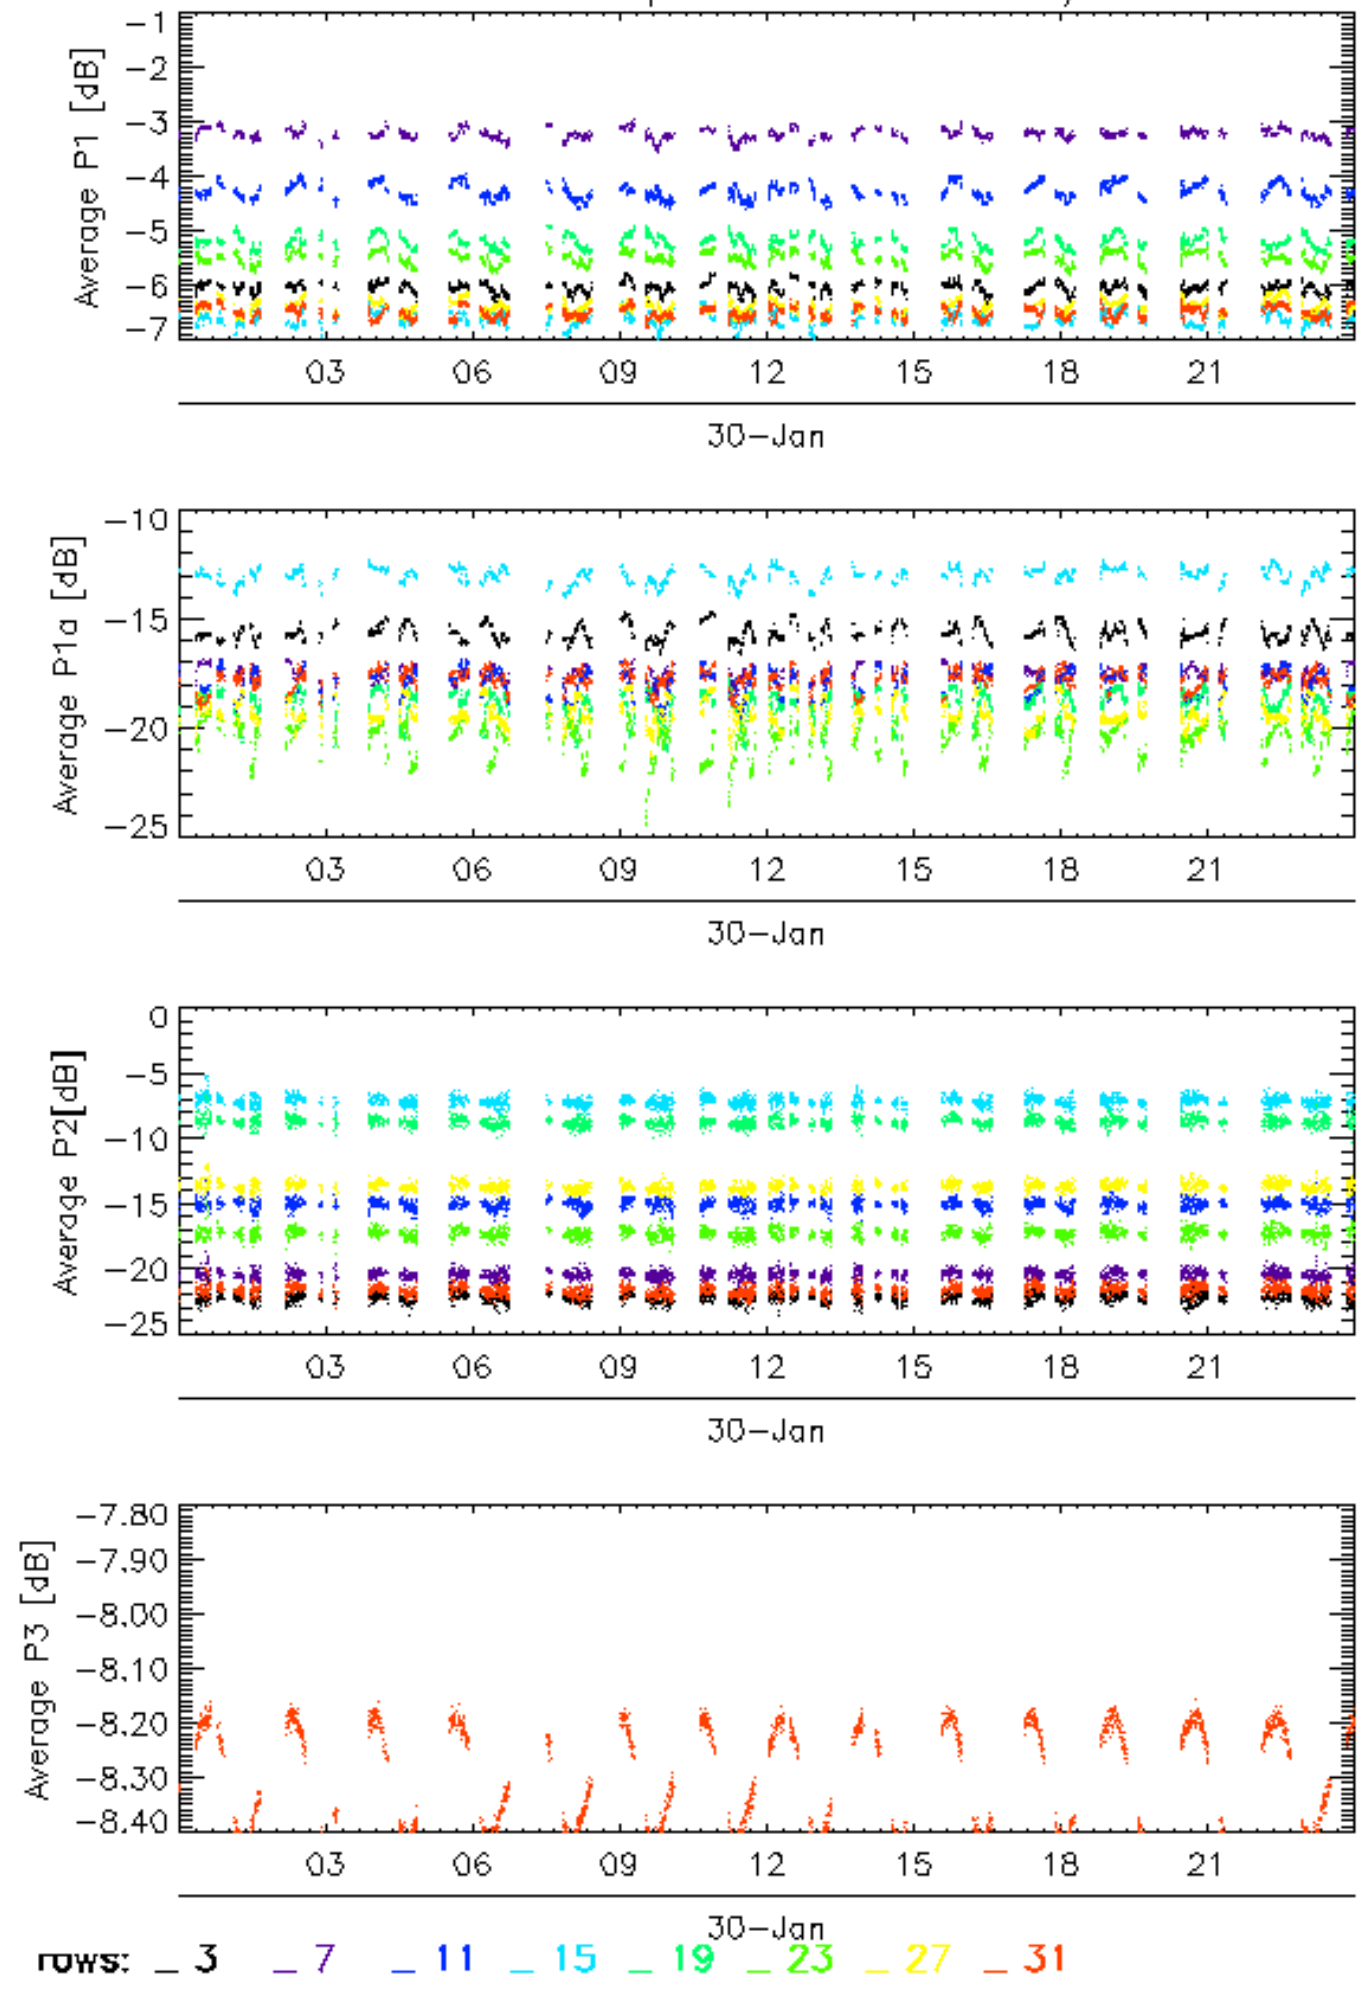 Average P1 [dB]
-1
-2
-3
-4
-5
-6
-7
03 06 09 12 15 18 21
30-Jan
Average P1a [dB]
-10
-15
-20
-25
03 06 09 12 15 18 21
30-Jan
Average P2[dB]
0
-5
-10
-15
-20
-25
03 06 09 12 15 18 21
30-Jan
Average P3 [dB]
-7.80
-7.90
-8.00
-8.10
-8.20
-8.30
-8.40
03 06 09 12 15 18 21
30-Jan
rows: _ 3 _ 7 _ 11 _ 15 _ 19 _ 23 _ 27 _ 31